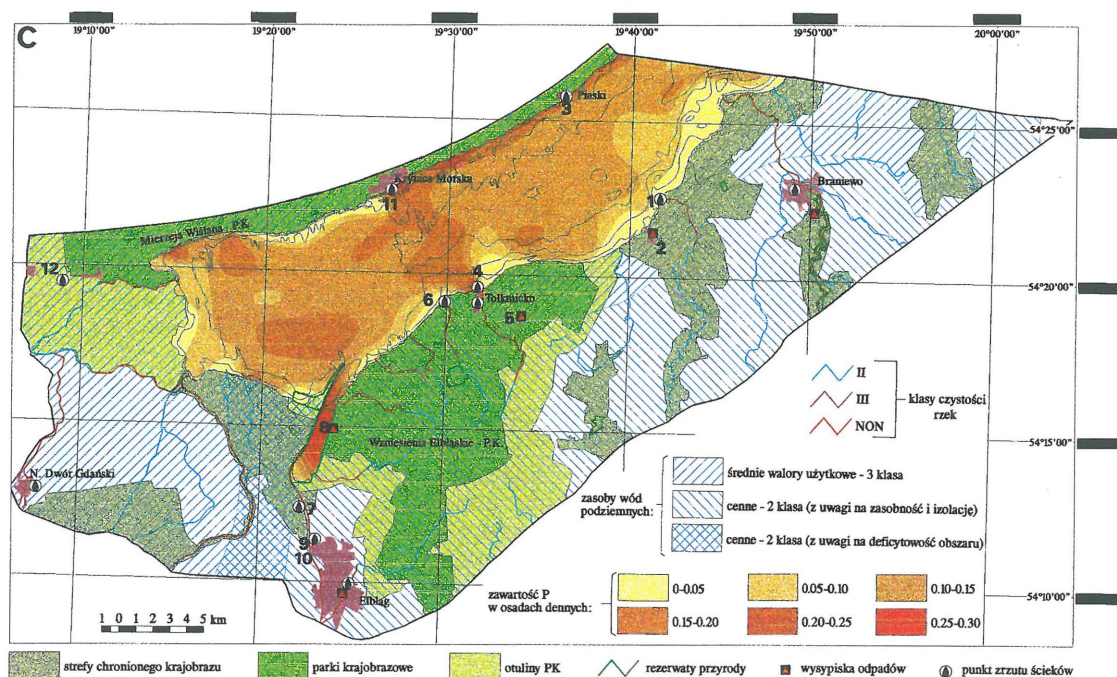 C
19°10'00" 19°20'00" 19°30'00" 19°40'00" 19°50'00" 20°00'00"
Piaski
3
54°25'00"
Krynica Morska
11
Braniewo
1
2
Mierzeja Wiślana P.K.
12
4
6
Tolkmicko
5
54°20'00"
II
III
NON
klasy czystości
rzek
8
54°15'00"
Wzniesienia Elbląskie P.K.
N. Dwór Gdański
7
9
10
Elbląg
zasoby wód
podziemnych:
średnie walory użytkowe - 3 klasa
cenne - 2 klasa (z uwagi na zasobność i izolację)
cenne - 2 klasa (z uwagi na deficytowość obszaru)
zawartość P
w osadach dennych:
0-0.05 0.05-0.10 0.10-0.15
0.15-0.20 0.20-0.25 0.25-0.30
54°10'00"
1 0 1 2 3 4 5 km
strefy chronionego krajobrazu parki krajobrazowe otuliny PK rezerwaty przyrody wysypiska odpadów punkt zrzutu ścieków